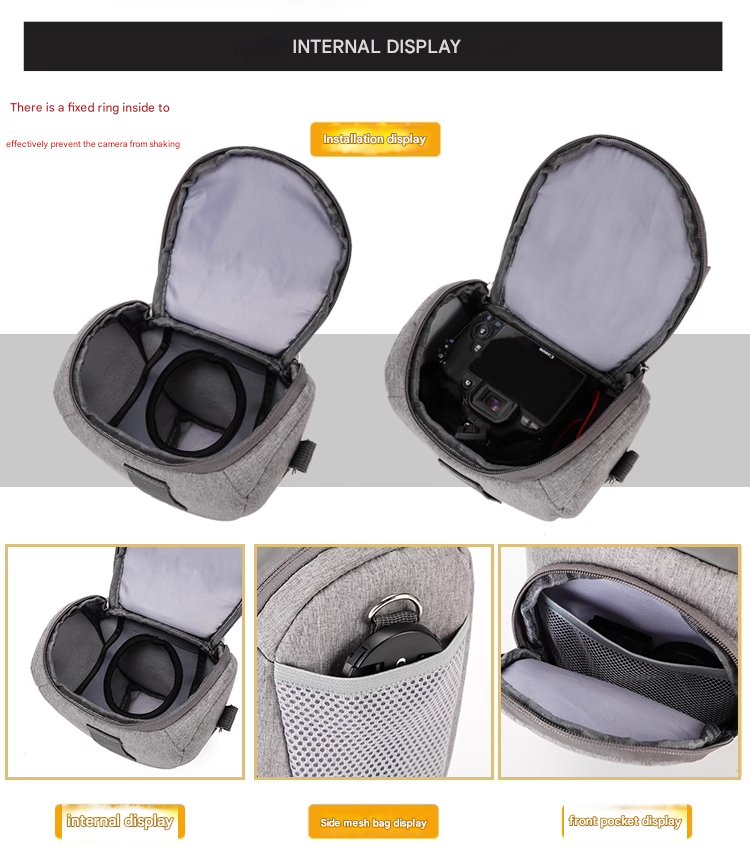 INTERNAL DISPLAY
There is a fixed ring inside to
effectively prevent the camera from shaking
Installation display
Canon
internal display
Side mesh bag display
front pocket display